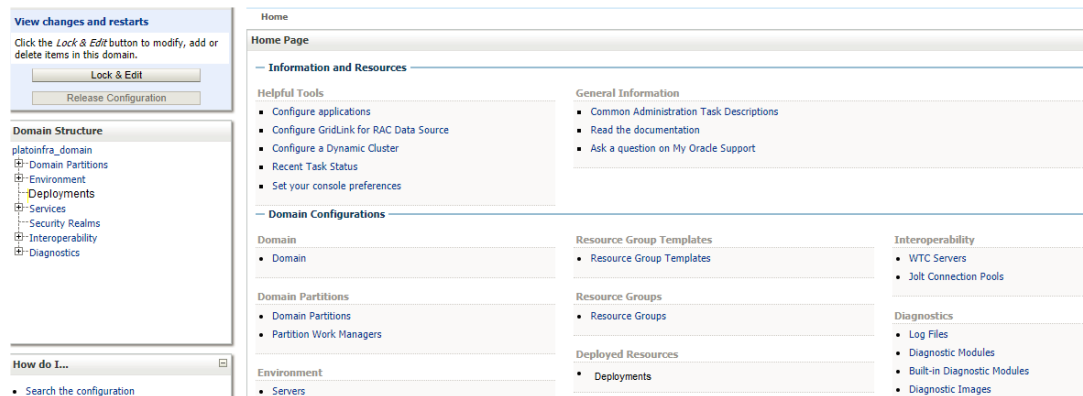 View changes and restarts
Click the Lock & Edit button to modify, add or
delete items in this domain.
Lock & Edit
Release Configuration
Domain Structure
platoinfra_domain
Domain Partitions
Environment
Deployments
Services
Security Realms
Interoperability
Diagnostics
How do I...
Search the configuration
Home
Home Page
Information and Resources
Helpful Tools
Configure applications
Configure GridLink for RAC Data Source
Configure a Dynamic Cluster
Recent Task Status
Set your console preferences
General Information
Common Administration Task Descriptions
Read the documentation
Ask a question on My Oracle Support
Domain Configurations
Domain
Domain
Domain Partitions
Domain Partitions
Partition Work Managers
Environment
Servers
Resource Group Templates
Resource Group Templates
Resource Groups
Resource Groups
Deployed Resources
Deployments
Interoperability
WTC Servers
Jolt Connection Pools
Diagnostics
Log Files
Diagnostic Modules
Built-in Diagnostic Modules
Diagnostic Images